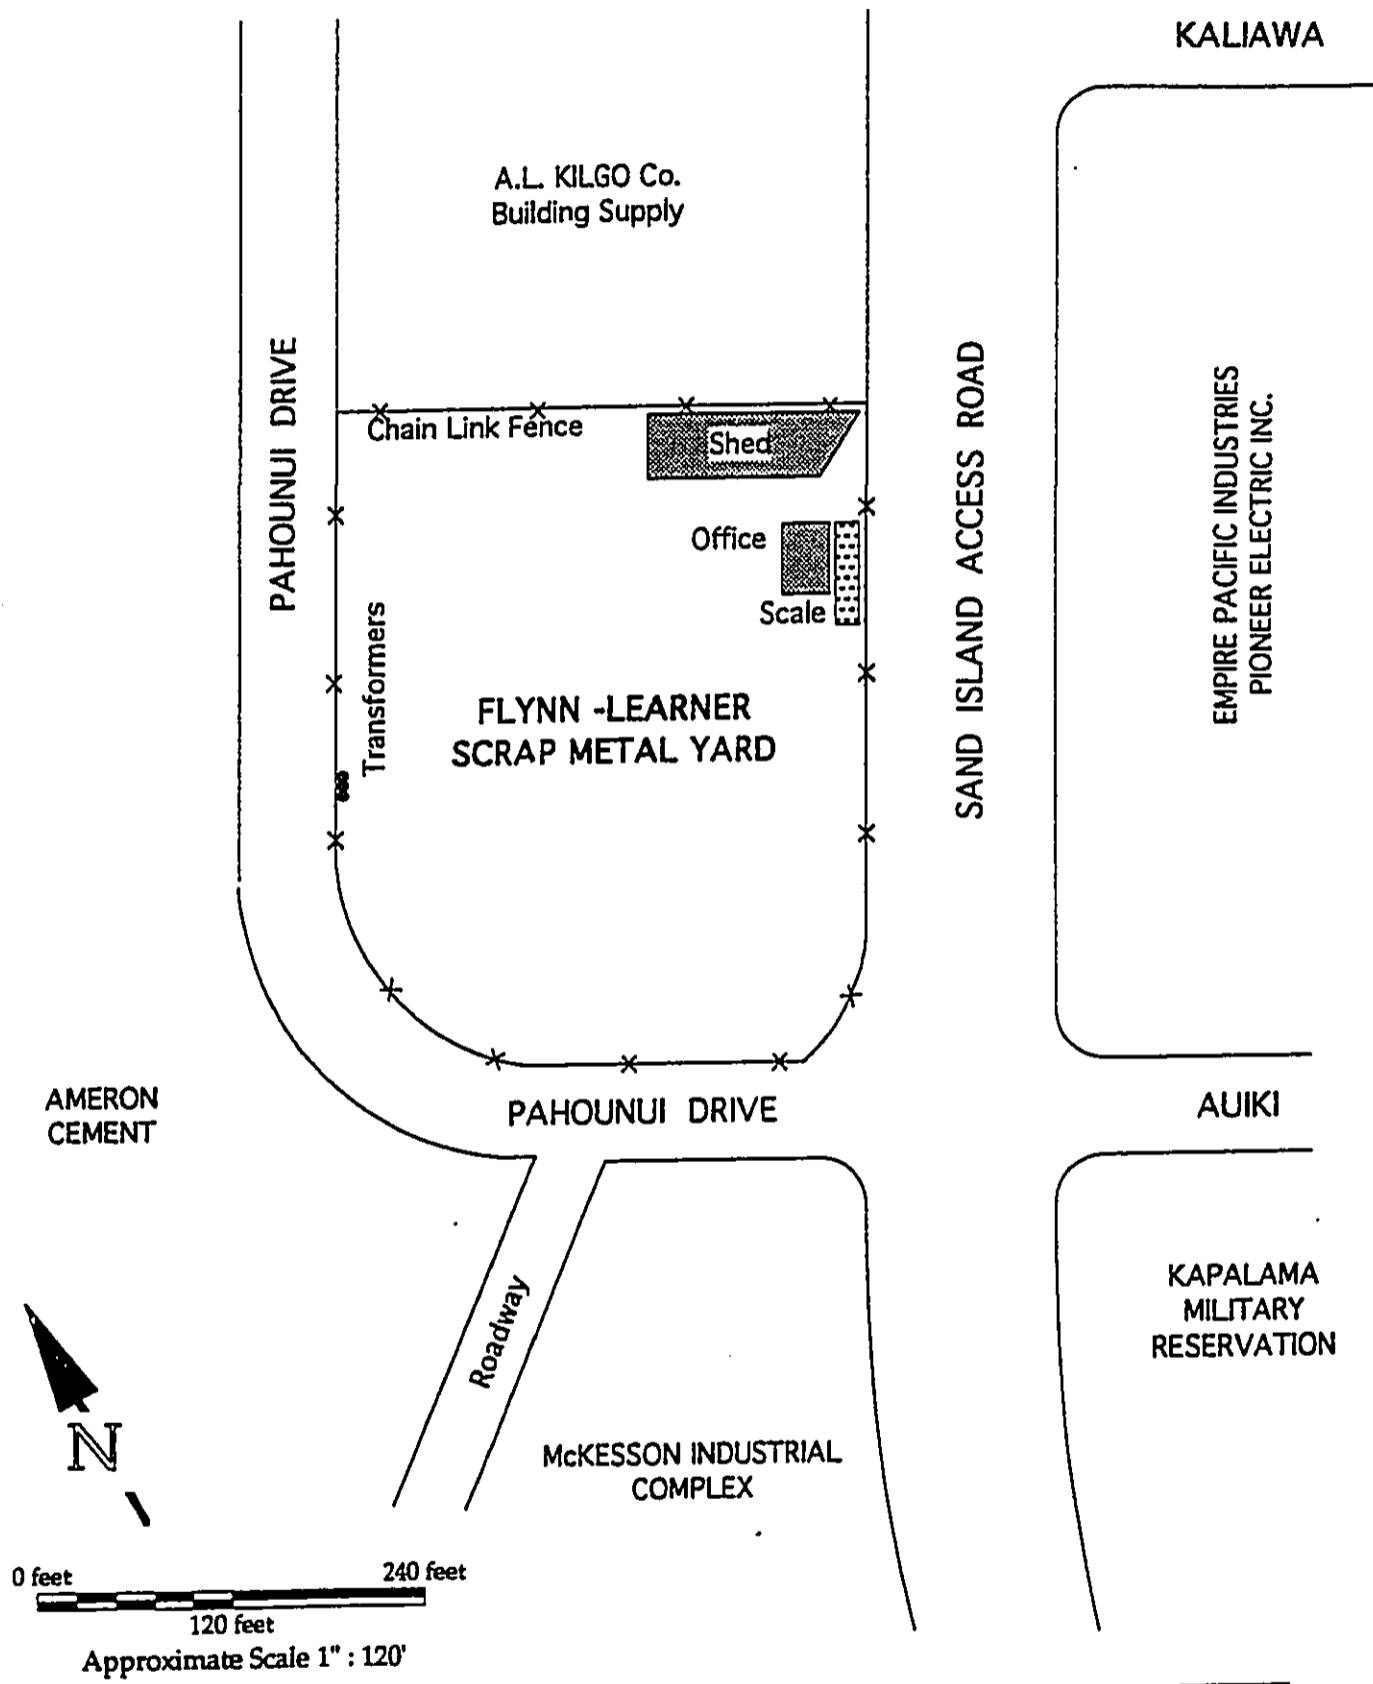 KALIAWA
A.L. KILGO Co.
Building Supply
PAHOUNUI DRIVE
Chain Link Fence
Shed
SAND ISLAND ACCESS ROAD
EMPIRE PACIFIC INDUSTRIES
PIONEER ELECTRIC INC.
Office
Scale
Transformers
FLYNN -LEARNER
SCRAP METAL YARD
AMERON
CEMENT
PAHOUNUI DRIVE
AUIKI
Roadway
KAPALAMA
MILITARY
RESERVATION
N
McKESSON INDUSTRIAL
COMPLEX
0 feet
240 feet
120 feet
Approximate Scale 1" : 120'